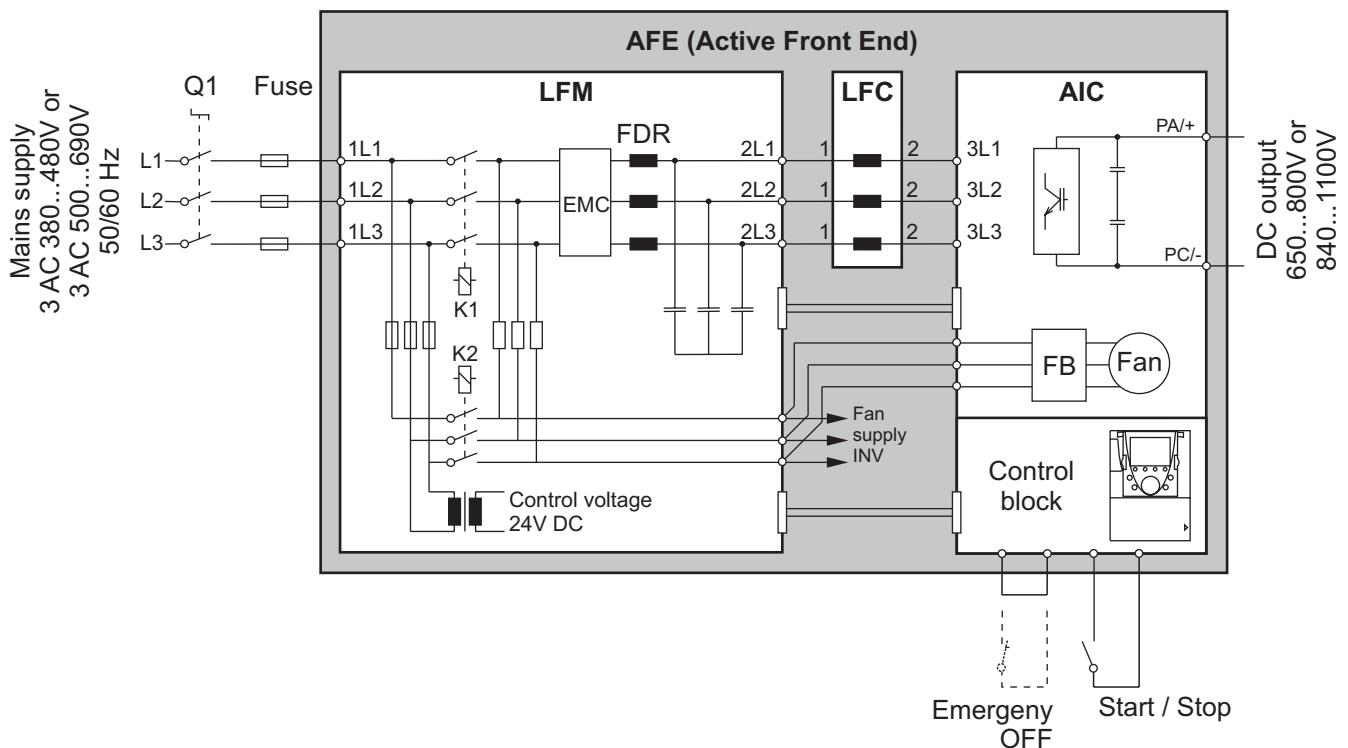 AFE (Active Front End)
Q1
Fuse
LFM
LFC
AIC
Mains supply
3 AC 380...480V or
3 AC 500...690V
50/60 Hz
L1
L2
L3
1L1
1L2
1L3
FDR
EMC
2L1
2L2
2L3
1
1
1
2
2
2
3L1
3L2
3L3
PA/+
PC/-
DC output
650...800V or
840...1100V
K1
K2
FB
Fan
Fan
supply
INV
Control voltage
24V DC
Control
block
Emergeny
OFF
Start / Stop